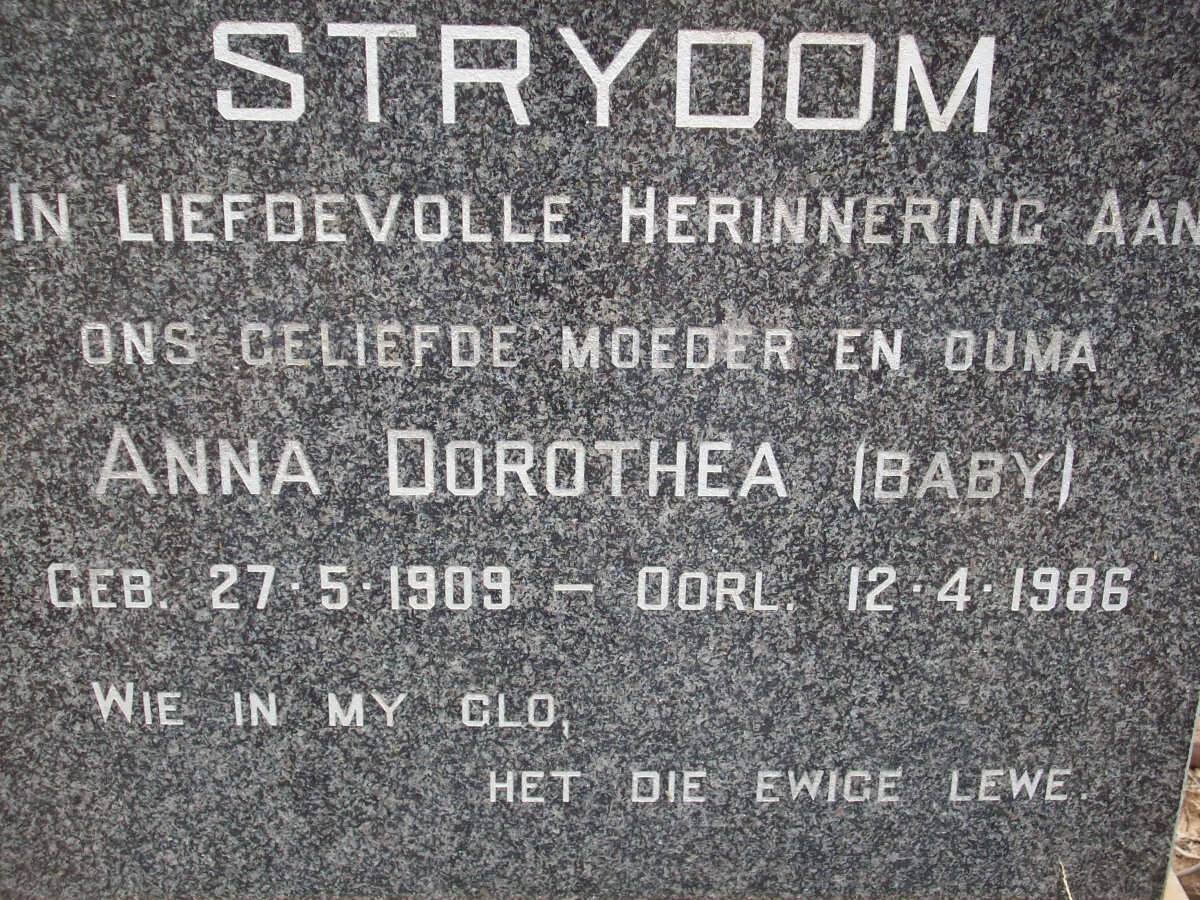 STRYDOM
IN LIEFDEVOLLE HERINNERING AAN
ONS GELIEFDE MOEDER EN OUMA
ANNA DOROTHEA (BABY)
GEB. 27·5·1909 — OORL. 12·4·1986
WIE IN MY GLO,
HET DIE EWIGE LEWE.